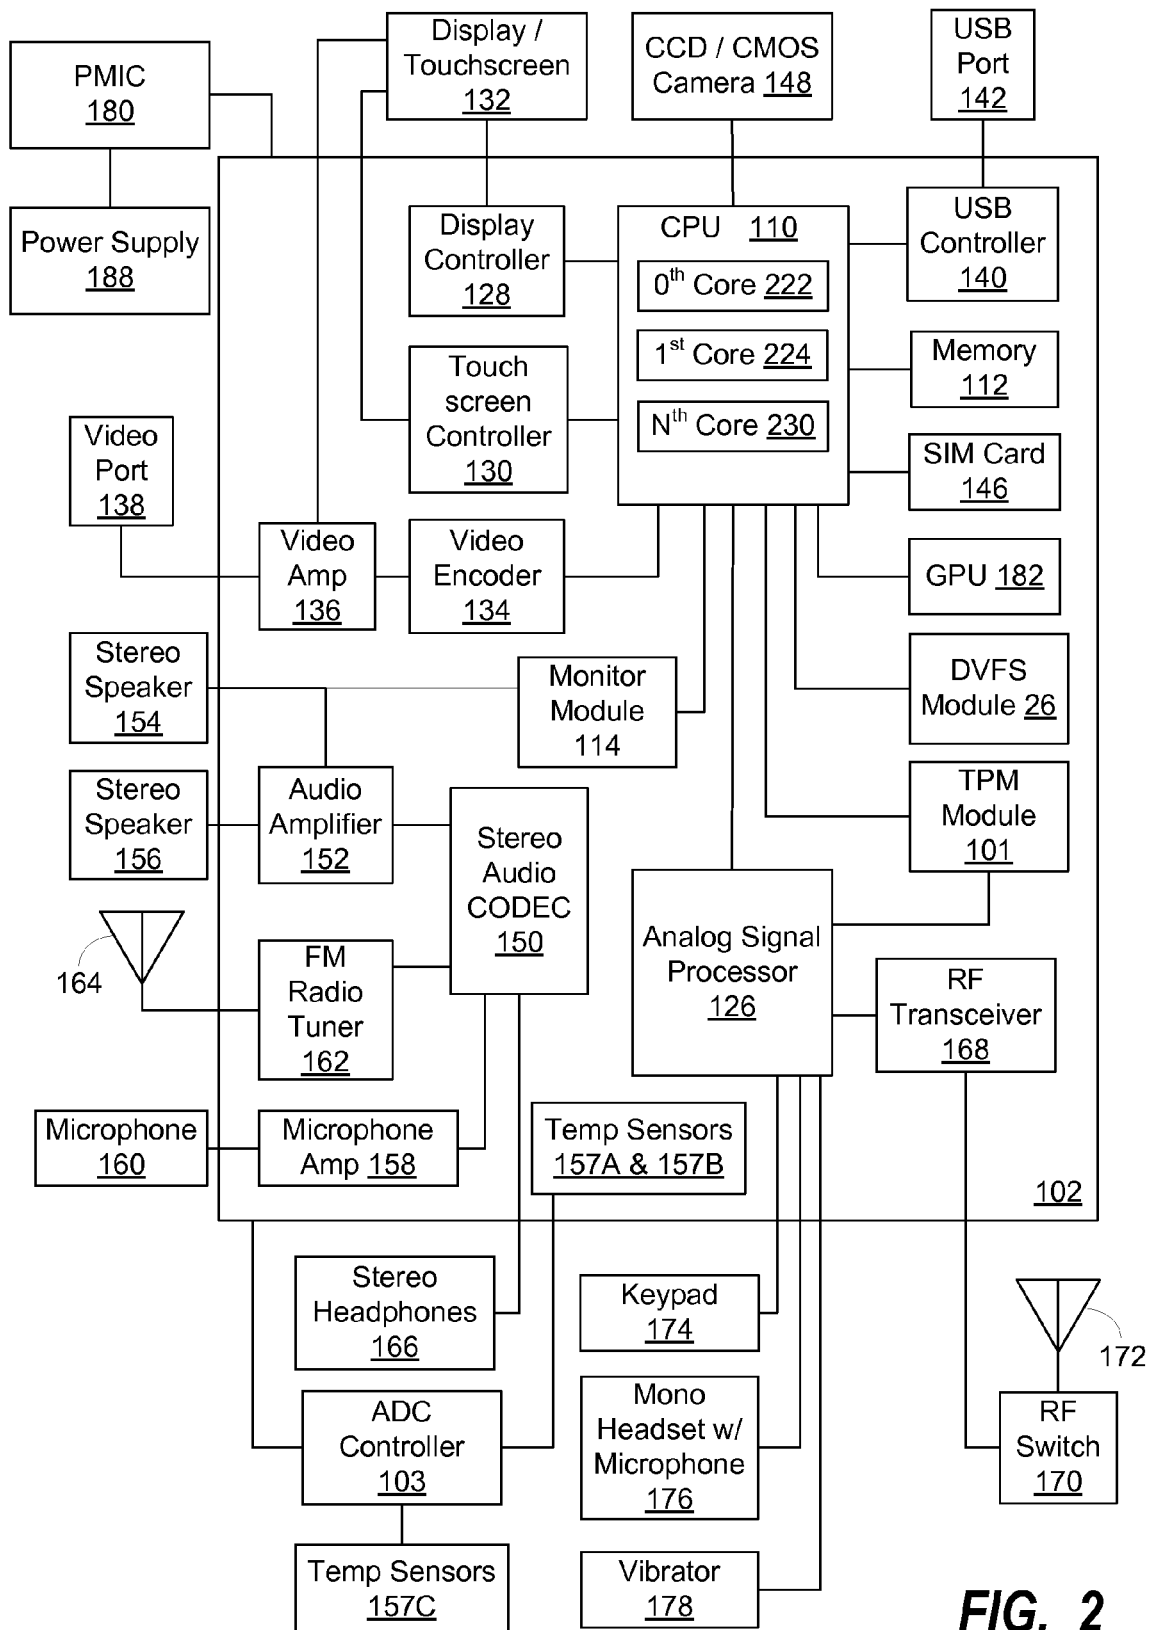 PMIC
180
Display /
Touchscreen
132
CCD / CMOS
Camera 148
USB
Port
142
Power Supply
188
Display
Controller
128
CPU 110
0th Core 222
1st Core 224
Nth Core 230
USB
Controller
140
Touch
screen
Controller
130
Memory
112
Video
Port
138
SIM Card
146
Video
Amp
136
Video
Encoder
134
GPU 182
Stereo
Speaker
154
Monitor
Module
114
DVFS
Module 26
Stereo
Speaker
156
Audio
Amplifier
152
Stereo
Audio
CODEC
150
TPM
Module
101
164
FM
Radio
Tuner
162
Analog Signal
Processor
126
RF
Transceiver
168
Microphone
160
Microphone
Amp 158
Temp Sensors
157A & 157B
102
Stereo
Headphones
166
Keypad
174
172
ADC
Controller
103
Mono
Headset w/
Microphone
176
RF
Switch
170
Temp Sensors
157C
Vibrator
178
FIG. 2